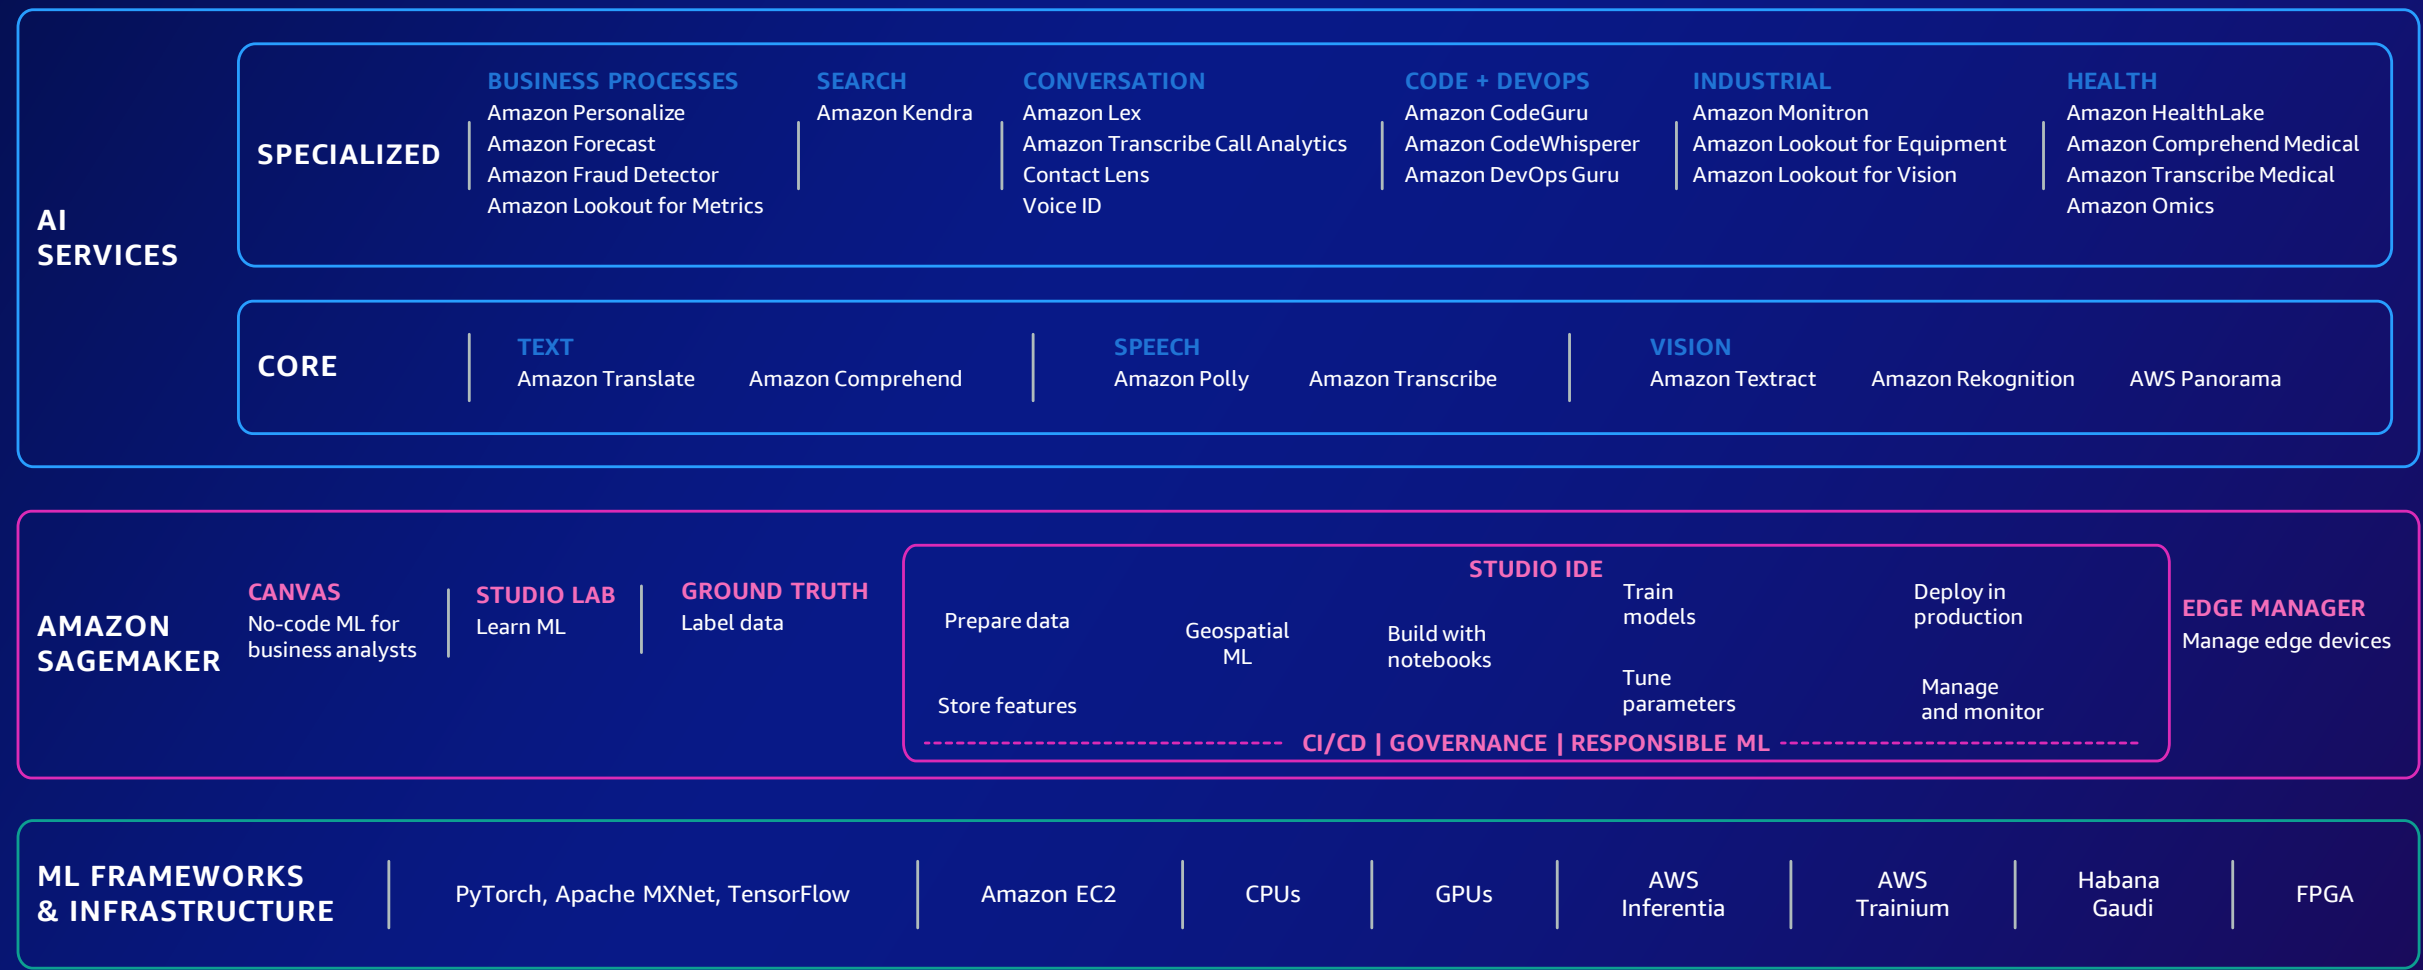 AI
SERVICES
SPECIALIZED
BUSINESS PROCESSES
Amazon Personalize
Amazon Forecast
Amazon Fraud Detector
Amazon Lookout for Metrics
SEARCH
Amazon Kendra
CONVERSATION
Amazon Lex
Amazon Transcribe Call Analytics
Contact Lens
Voice ID
CODE + DEVOPS
Amazon CodeGuru
Amazon CodeWhisperer
Amazon DevOps Guru
INDUSTRIAL
Amazon Monitron
Amazon Lookout for Equipment
Amazon Lookout for Vision
HEALTH
Amazon HealthLake
Amazon Comprehend Medical
Amazon Transcribe Medical
Amazon Omics
CORE
TEXT
Amazon Translate
Amazon Comprehend
SPEECH
Amazon Polly
Amazon Transcribe
VISION
Amazon Textract
Amazon Rekognition
AWS Panorama
AMAZON
SAGEMAKER
CANVAS
No-code ML for
business analysts
STUDIO LAB
Learn ML
GROUND TRUTH
Label data
STUDIO IDE
Prepare data
Store features
Geospatial
ML
Build with
notebooks
Train
models
Tune
parameters
Deploy in
production
Manage
and monitor
CI/CD | GOVERNANCE | RESPONSIBLE ML
EDGE MANAGER
Manage edge devices
ML FRAMEWORKS
& INFRASTRUCTURE
PyTorch, Apache MXNet, TensorFlow
Amazon EC2
CPUs
GPUs
AWS
Inferentia
AWS
Trainium
Habana
Gaudi
FPGA